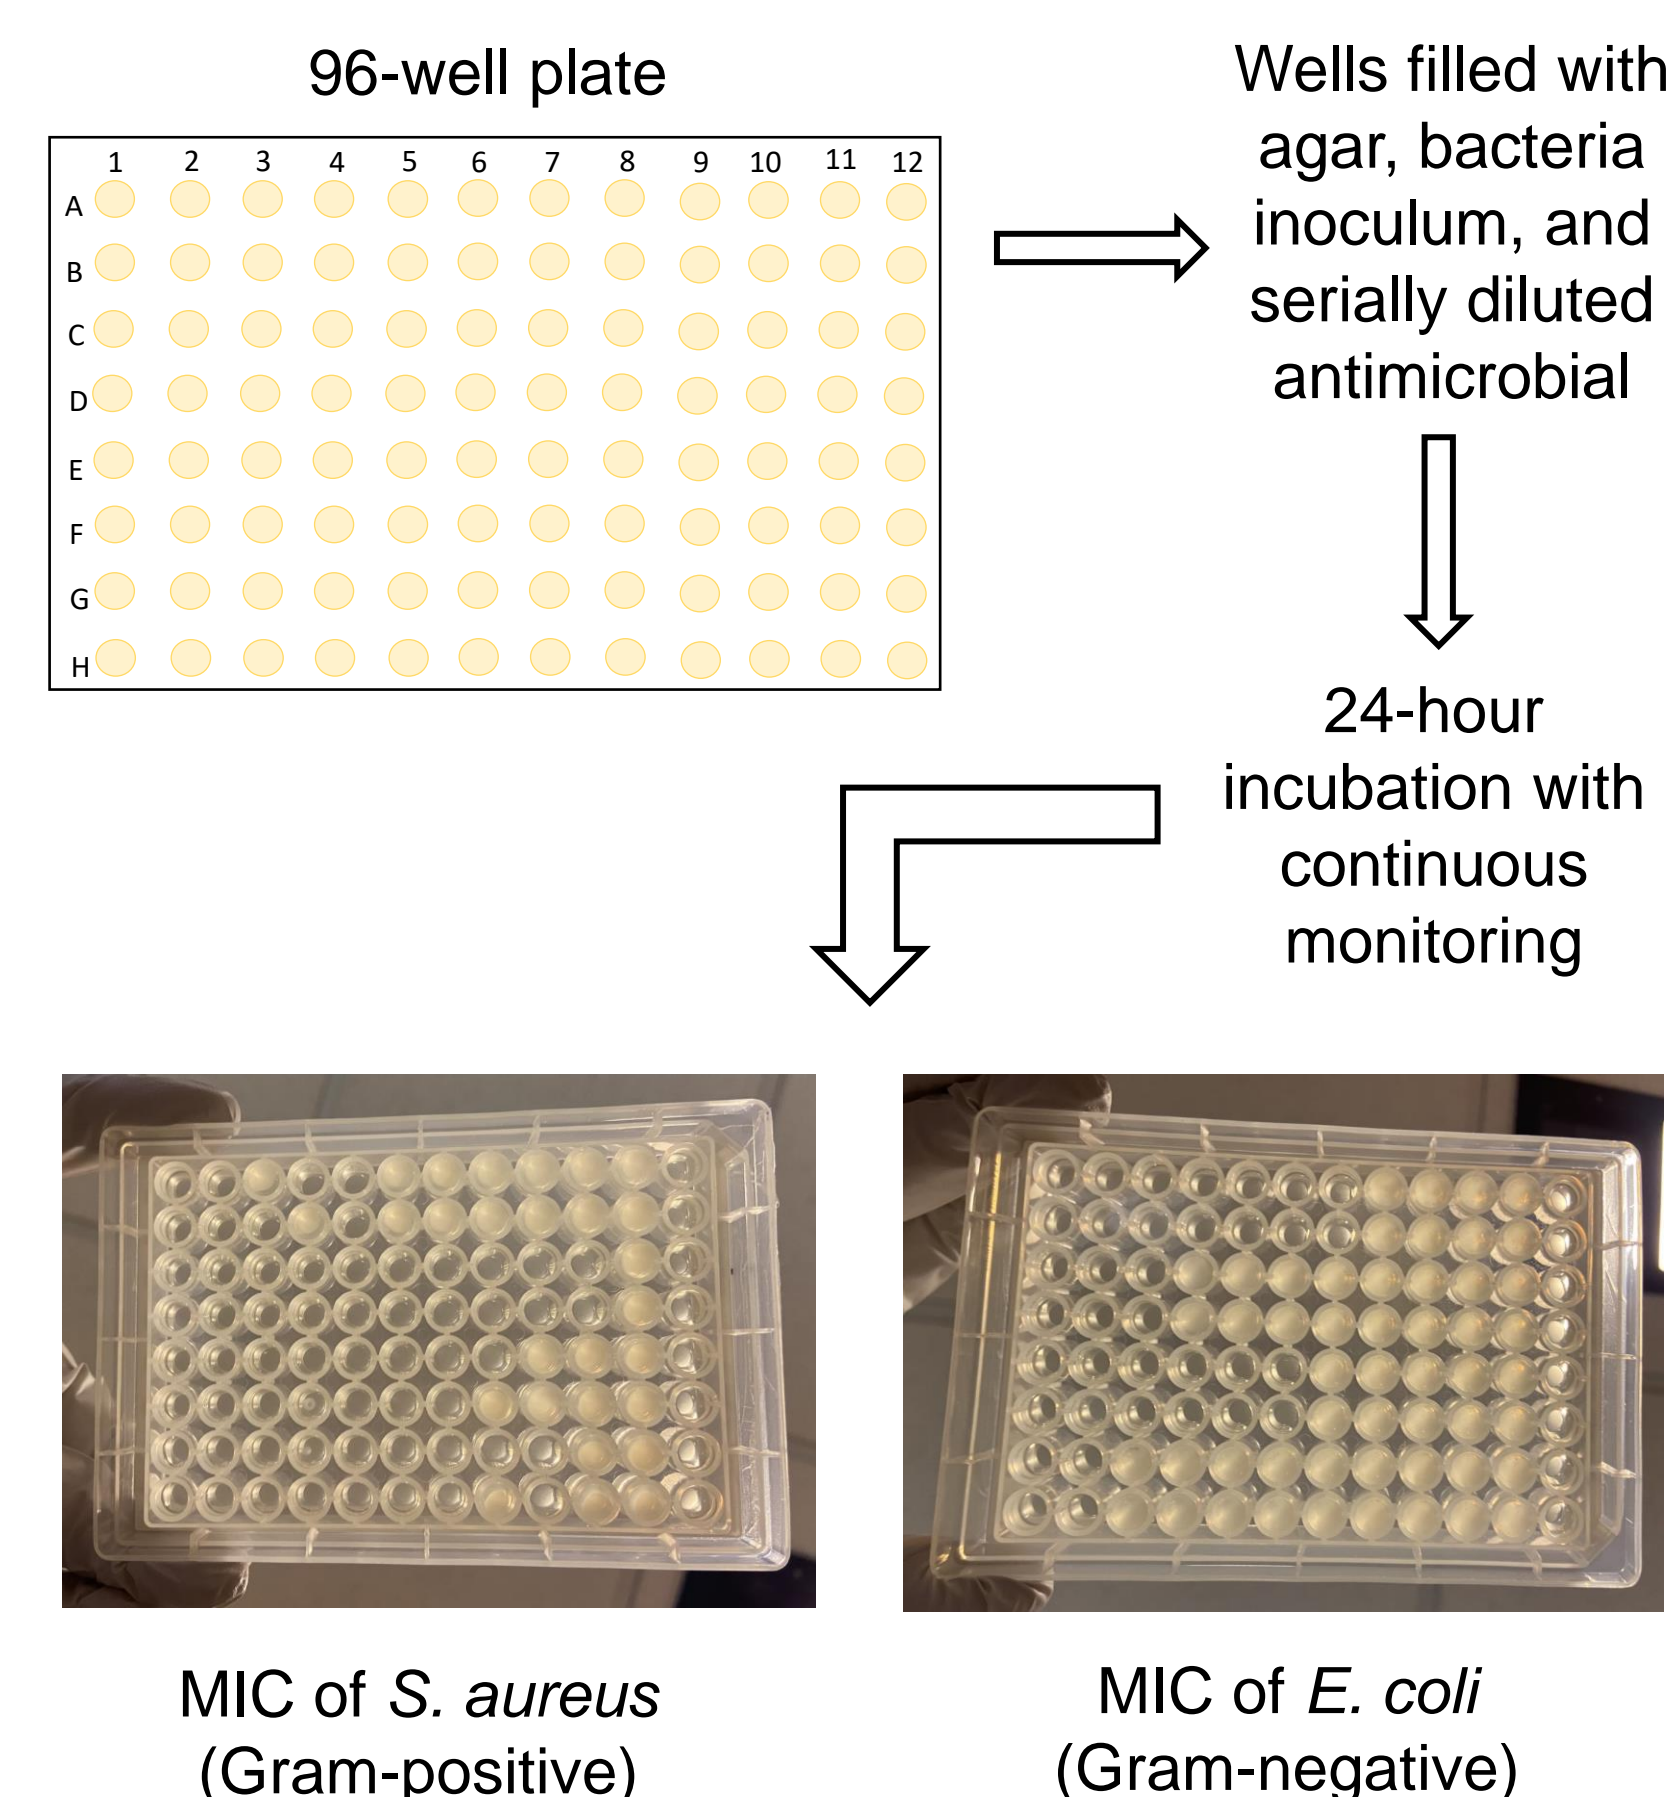 96-well plate
1 2 3 4 5 6 7 8 9 10 11 12
A
B
C
D
E
F
G
H
Wells filled with
agar, bacteria
inoculum, and
serially diluted
antimicrobial
24-hour
incubation with
continuous
monitoring
MIC of S. aureus
(Gram-positive)
MIC of E. coli
(Gram-negative)